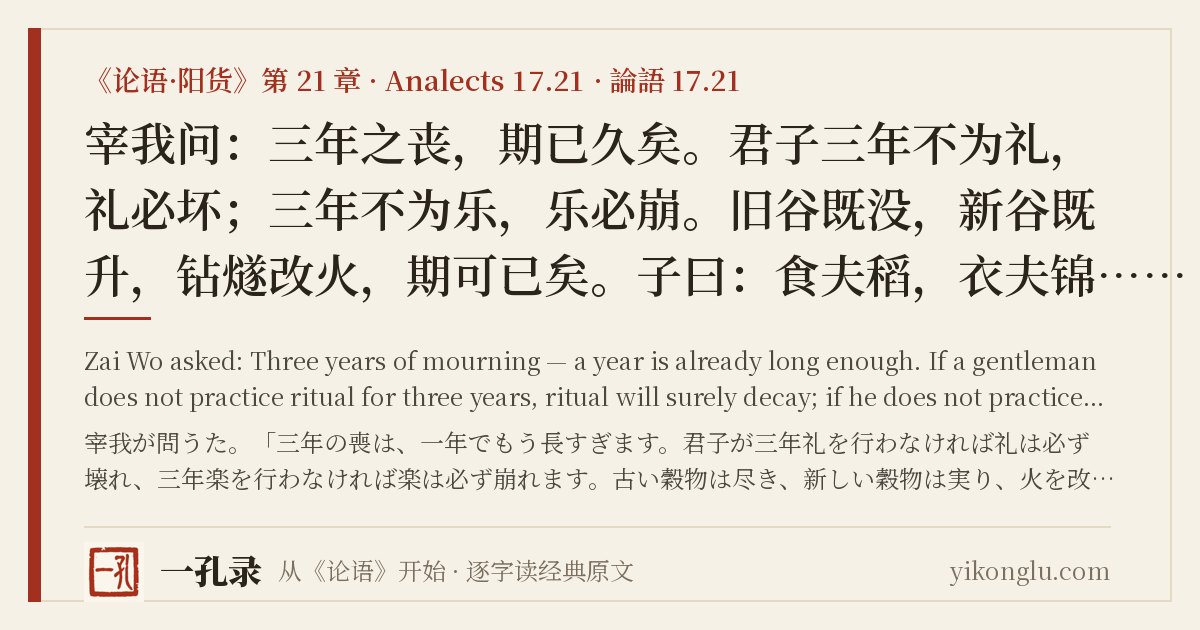 《论语·阳货》第 21 章 · Analects 17.21 · 論語 17.21
宰我问：三年之丧，期已久矣。君子三年不为礼，
礼必坏；三年不为乐，乐必崩。旧谷既没，新谷既
升，钻燧改火，期可已矣。子曰：食夫稻，衣夫锦……
Zai Wo asked: Three years of mourning — a year is already long enough. If a gentleman
does not practice ritual for three years, ritual will surely decay; if he does not practice...
宰我が問うた。「三年の喪は、一年でもう長すぎます。君子が三年礼を行わなければ礼は必ず
壊れ、三年楽を行わなければ楽は必ず崩れます。古い穀物は尽き、新しい穀物は実り、火を改…
一孔
一孔录 从《论语》开始 · 逐字读经典原文 yikonglu.com